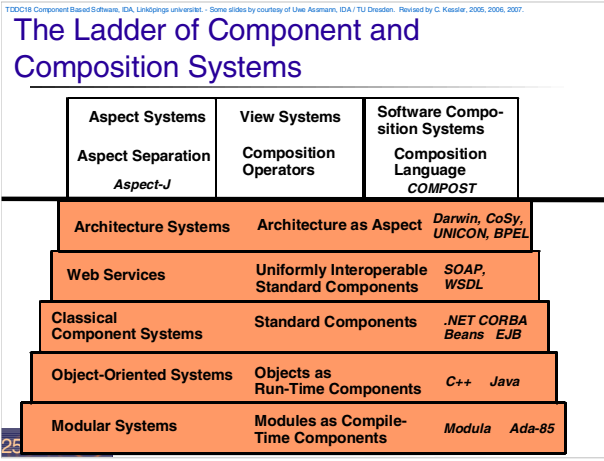 TDDC18 Component Based Software, IDA, Linköpings universitet. - Some slides by courtesy of Uwe Assmann, IDA / TU Dresden. Revised by C. Kessler, 2005, 2006, 2007.
The Ladder of Component and
Composition Systems
Aspect Systems
Aspect Separation
Aspect-J
View Systems
Composition
Operators
Software Compo-
sition Systems
Composition
Language
COMPOST
Architecture Systems
Architecture as Aspect
Darwin, CoSy,
UNICON, BPEL
Web Services
Uniformly Interoperable
Standard Components
SOAP,
WSDL
Classical
Component Systems
Standard Components
.NET CORBA
Beans EJB
Object-Oriented Systems
Objects as
Run-Time Components
C++ Java
Modular Systems
Modules as Compile-
Time Components
Modula Ada-85
25